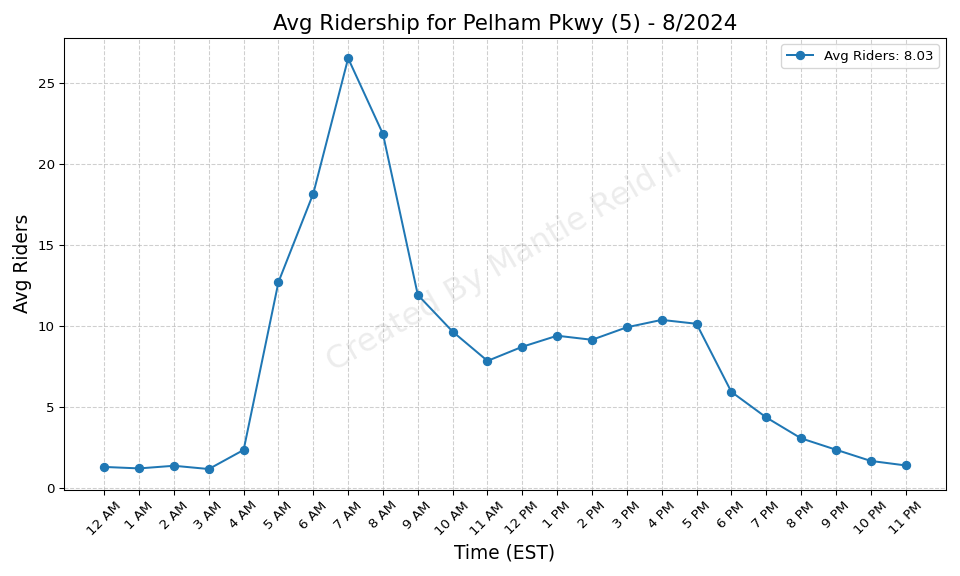 Avg Ridership for Pelham Pkwy (5) - 8/2024
Avg Riders: 8.03
Avg Riders
25
20
15
10
5
0
Created By Mantle Reid II
12 AM
1 AM
2 AM
3 AM
4 AM
5 AM
6 AM
7 AM
8 AM
9 AM
10 AM
11 AM
12 PM
1 PM
2 PM
3 PM
4 PM
5 PM
6 PM
7 PM
8 PM
9 PM
10 PM
11 PM
Time (EST)